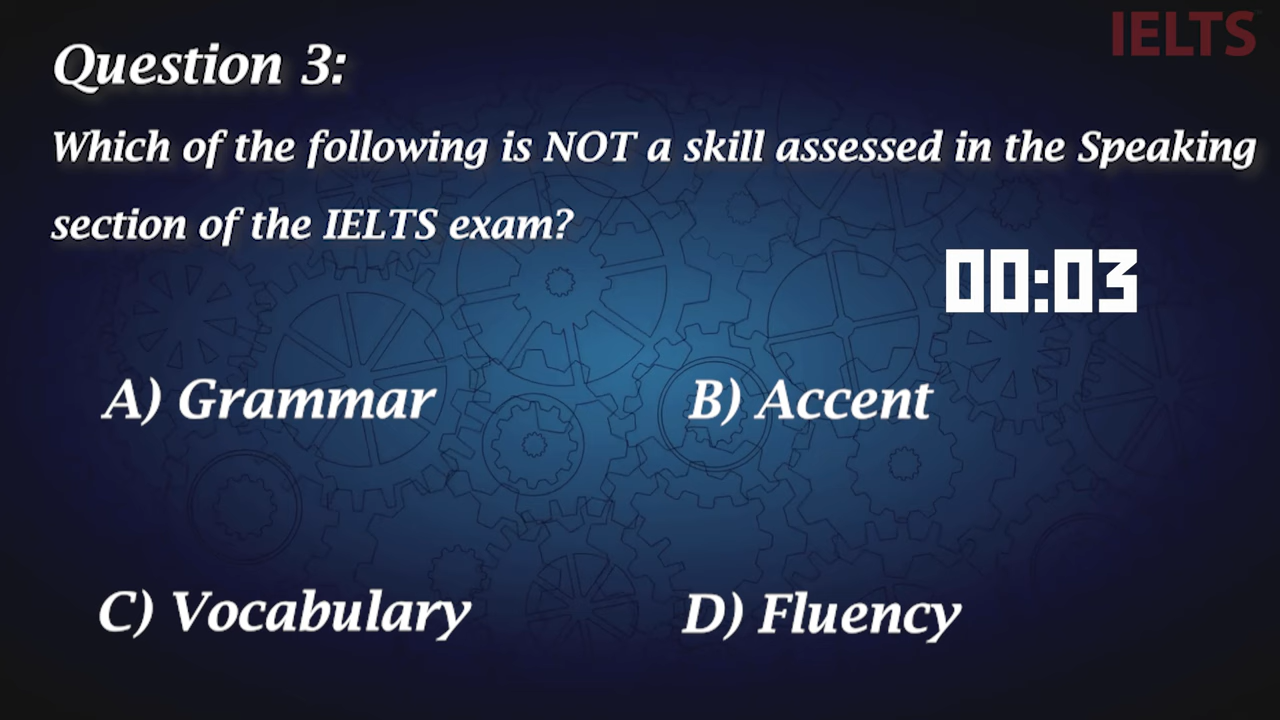 IELTS
Question 3:
Which of the following is NOT a skill assessed in the Speaking
section of the IELTS exam?
00:03
A) Grammar
B) Accent
C) Vocabulary
D) Fluency